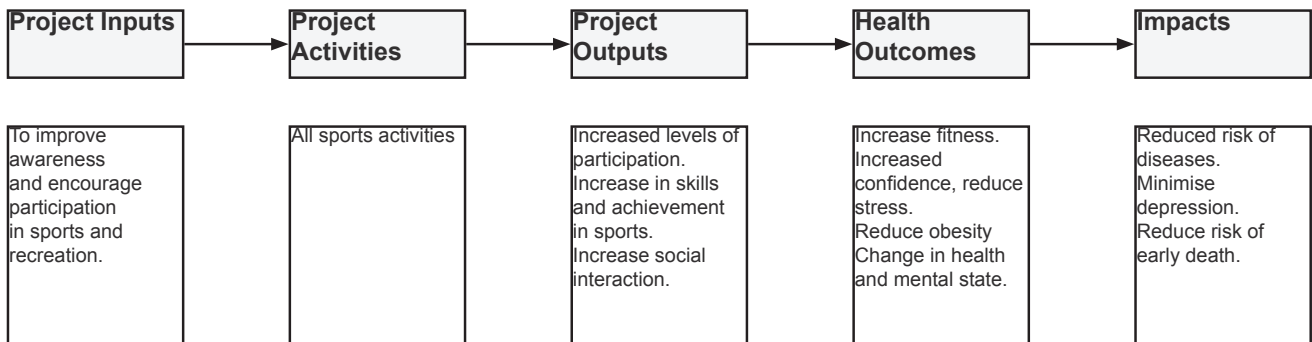 Project Inputs
Project
Activities
Project
Outputs
Health
Outcomes
Impacts
To improve
awareness
and encourage
participation
in sports and
recreation.
All sports activities
Increased levels of
participation.
Increase in skills
and achievement
in sports.
Increase social
interaction.
Increase fitness.
Increased
confidence, reduce
stress.
Reduce obesity
Change in health
and mental state.
Reduced risk of
diseases.
Minimise
depression.
Reduce risk of
early death.